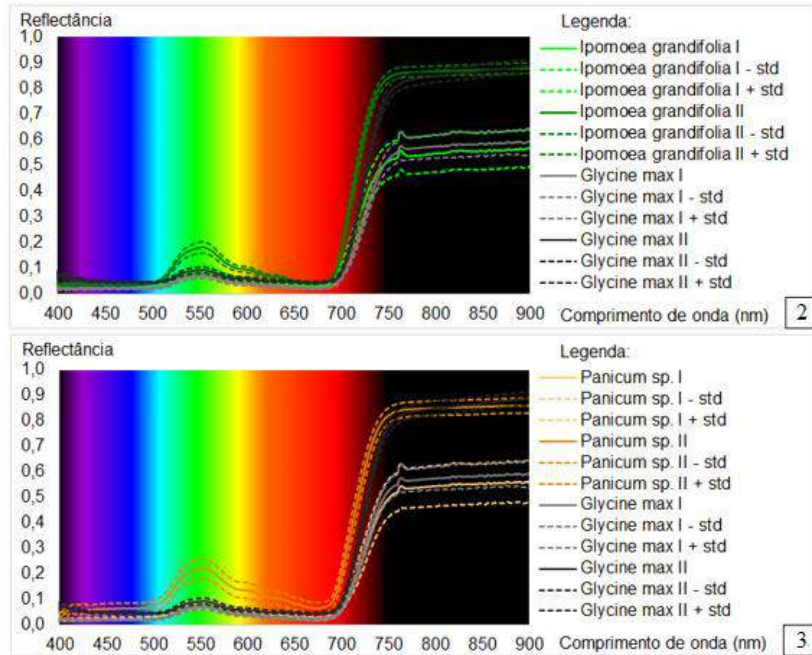 Reflectância
1,0
0,9
0,8
0,7
0,6
0,5
0,4
0,3
0,2
0,1
0,0
400 450 500 550 600 650 700 750 800 850 900
Comprimento de onda (nm)
Legenda:
Ipomoea grandifolia I
Ipomoea grandifolia I - std
Ipomoea grandifolia I + std
Ipomoea grandifolia II
Ipomoea grandifolia II - std
Ipomoea grandifolia II + std
Glycine max I
Glycine max I - std
Glycine max I + std
Glycine max II
Glycine max II - std
Glycine max II + std
2
Reflectância
1,0
0,9
0,8
0,7
0,6
0,5
0,4
0,3
0,2
0,1
0,0
400 450 500 550 600 650 700 750 800 850 900
Comprimento de onda (nm)
Legenda:
Panicum sp. I
Panicum sp. I - std
Panicum sp. I + std
Panicum sp. II
Panicum sp. II - std
Panicum sp. II + std
Glycine max I
Glycine max I - std
Glycine max I + std
Glycine max II
Glycine max II - std
Glycine max II + std
3